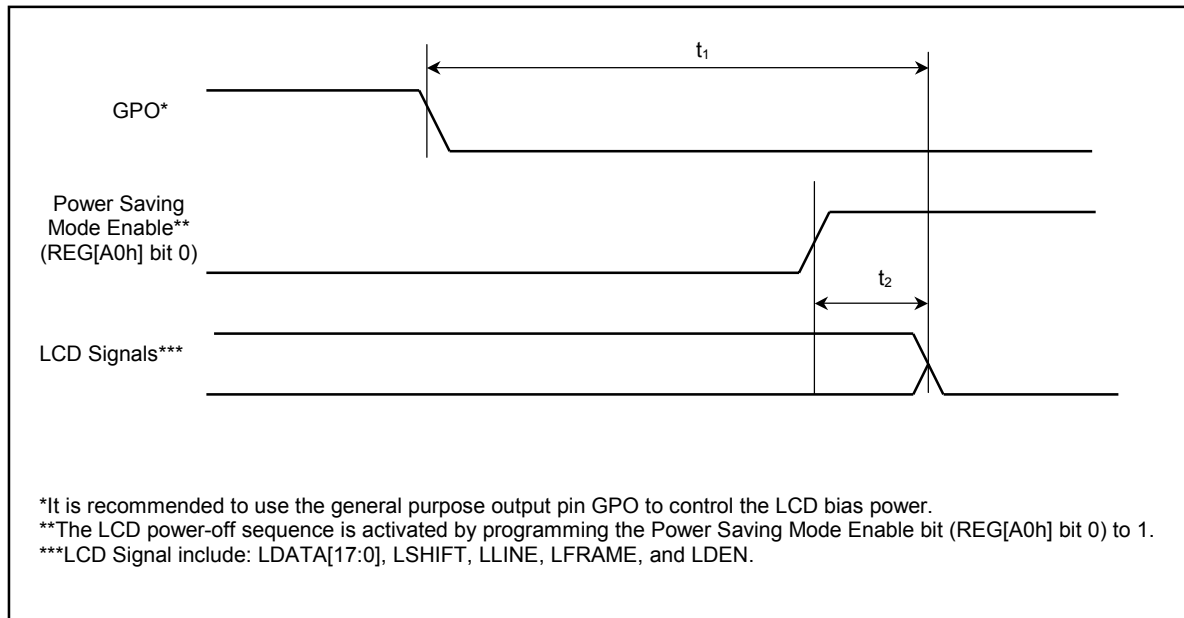 t₁
GPO*
Power Saving
Mode Enable**
(REG[A0h] bit 0)
t₂
LCD Signals***
*It is recommended to use the general purpose output pin GPO to control the LCD bias power.
**The LCD power-off sequence is activated by programming the Power Saving Mode Enable bit (REG[A0h] bit 0) to 1.
***LCD Signal include: LDATA[17:0], LSHIFT, LLINE, LFRAME, and LDEN.